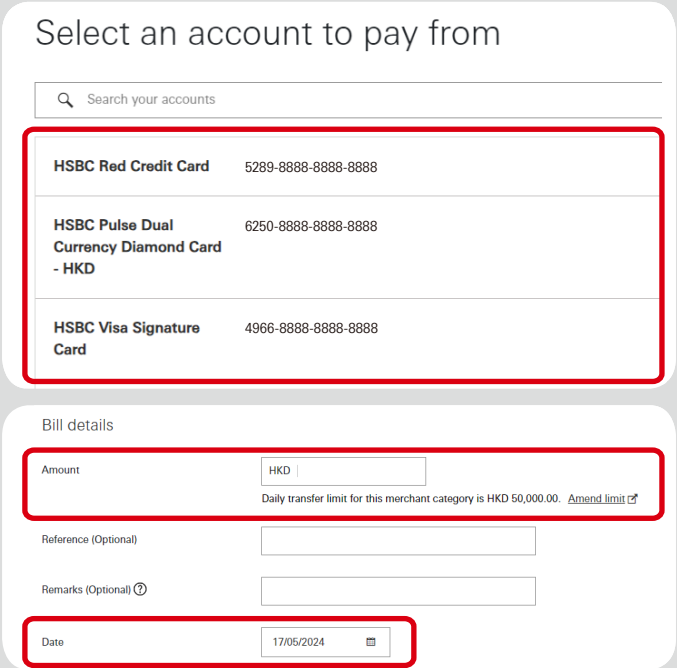 Select an account to pay from
Search your accounts
HSBC Red Credit Card 5289-8888-8888-8888
HSBC Pulse Dual 6250-8888-8888-8888
Currency Diamond Card
- HKD
HSBC Visa Signature 4966-8888-8888-8888
Card
Bill details
Amount HKD
Daily transfer limit for this merchant category is HKD 50,000.00. Amend limit
Reference (Optional)
Remarks (Optional) ?
Date 17/05/2024